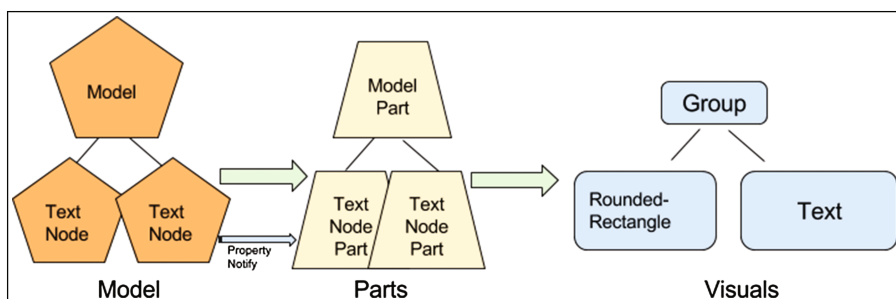 Model
Text
Node
Text
Node
Property
Notify
Model
Model
Part
Text
Node
Part
Text
Node
Part
Parts
Group
Rounded-
Rectangle
Text
Visuals